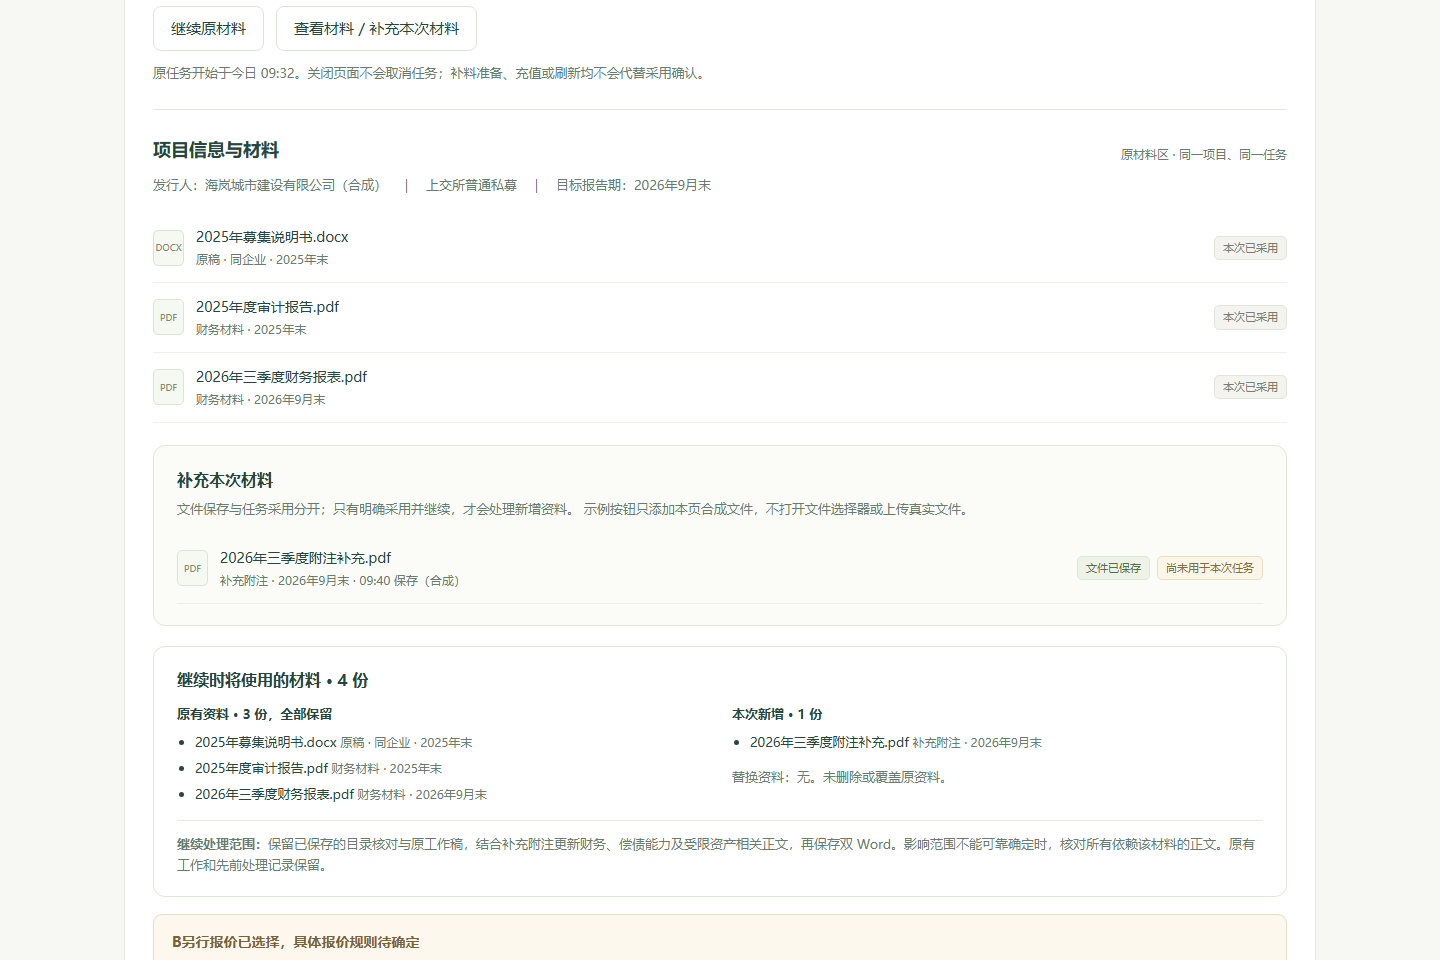 继续原材料
查看材料 / 补充本次材料
原任务开始于今日 09:32。关闭页面不会取消任务；补料准备、充值或刷新均不会代替采用确认。
项目信息与材料
原材料区 · 同一项目、同一任务
发行人：海岚城市建设有限公司（合成） | 上交所普通私募 | 目标报告期：2026年9月末
DOCX
2025年募集说明书.docx
原稿 · 同企业 · 2025年末
本次已采用
PDF
2025年度审计报告.pdf
财务材料 · 2025年末
本次已采用
PDF
2026年三季度财务报表.pdf
财务材料 · 2026年9月末
本次已采用
补充本次材料
文件保存与任务采用分开；只有明确采用并继续，才会处理新增资料。 示例按钮只添加本页合成文件，不打开文件选择器或上传真实文件。
PDF
2026年三季度附注补充.pdf
补充附注 · 2026年9月末 · 09:40 保存（合成）
文件已保存
尚未用于本次任务
继续时将使用的材料 • 4 份
原有资料 • 3 份，全部保留
• 2025年募集说明书.docx 原稿 · 同企业 · 2025年末
• 2025年度审计报告.pdf 财务材料 · 2025年末
• 2026年三季度财务报表.pdf 财务材料 · 2026年9月末
本次新增 • 1 份
• 2026年三季度附注补充.pdf 补充附注 · 2026年9月末
替换资料：无。未删除或覆盖原资料。
继续处理范围：保留已保存的目录核对与原工作稿，结合补充附注更新财务、偿债能力及受限资产相关正文，再保存双 Word。影响范围不能可靠确定时，核对所有依赖该材料的正文。原有
工作和先前处理记录保留。
B另行报价已选择，具体报价规则待确定